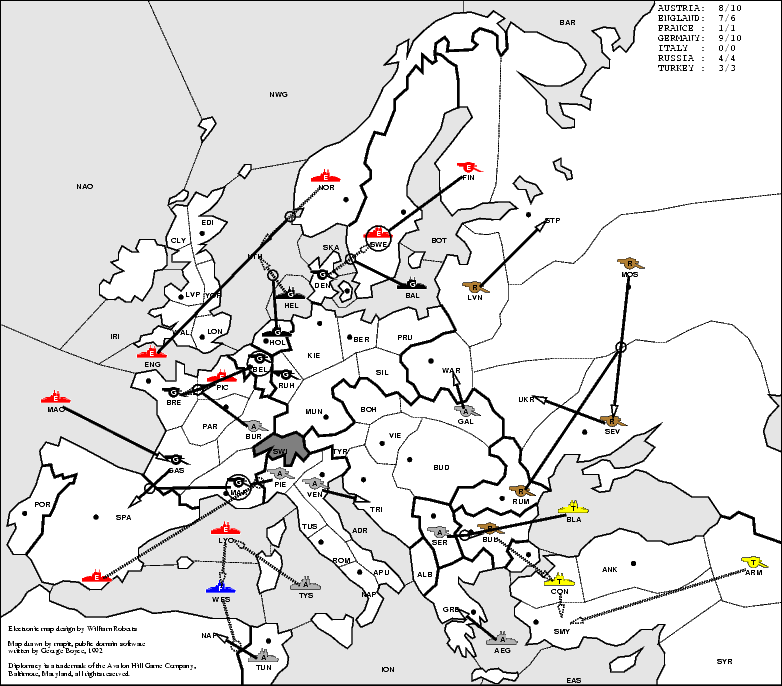 AUSTRIA: 8/10
ENGLAND: 7/6
FRANCE : 1/1
GERMANY: 9/10
ITALY : 0/0
RUSSIA : 4/4
TURKEY : 3/3
BAR
NWG
NAO
E
NOR
E
FIN
EDI
CLY
SKA
E
SWE
BOT
STP
R
MOS
NTH
G
DEN
G
HEL
G
BAL
R
LVN
LVP
YOR
IRI
WAL
LON
E
ENG
G
HOL
KIE
BER
PRU
G
BEL
G
RUH
E
PIC
SIL
WAR
UKR
G
BRE
MUN
BOH
A
GAL
R
SEV
E
MAO
PAR
A
BUR
VIE
SWI
TYR
BUD
G
GAS
G
MAR
A
PIE
A
VEN
R
RUM
TRI
T
BLA
POR
SPA
TUS
ADR
A
SER
R
BUL
E
LYO
ROM
APU
ALB
ANK
T
ARM
E
F
WES
A
TYS
NAP
GRE
T
CON
SMY
Electronic map design by William Roberts
NAP
A
AEG
Map drawn by mapit, public domain software
written by George Boyce, 1992
A
TUN
Diplomacy is a trademark of the Avalon Hill Game Company,
Baltimore, Maryland, all rights reserved.
ION
EAS
SYR